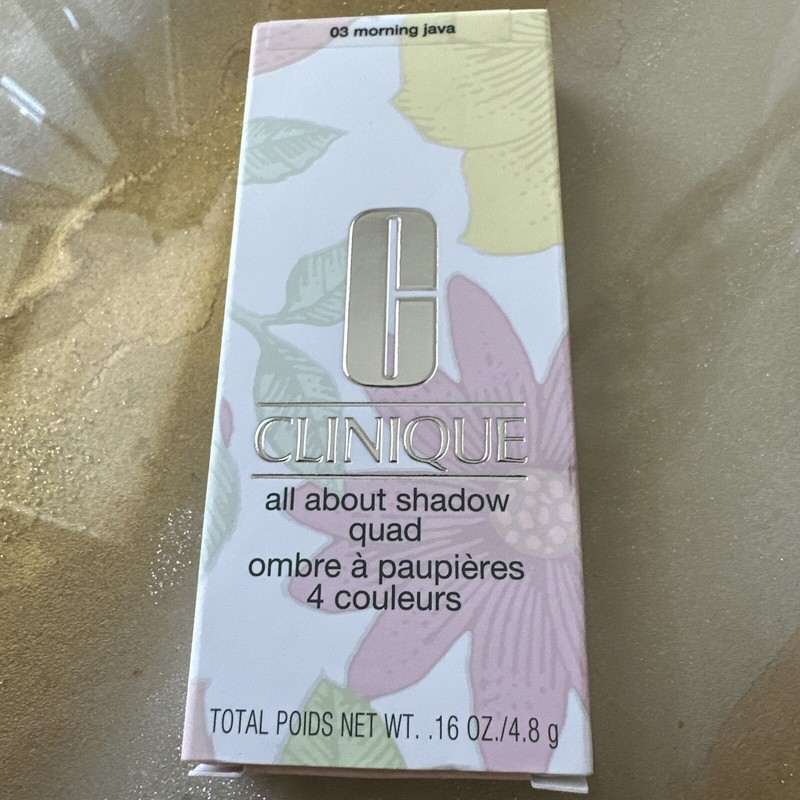 03 morning java
CLINIQUE
all about shadow
quad
ombre à paupières
4 couleurs
TOTAL POIDS NET WT. .16 OZ./4.8 g